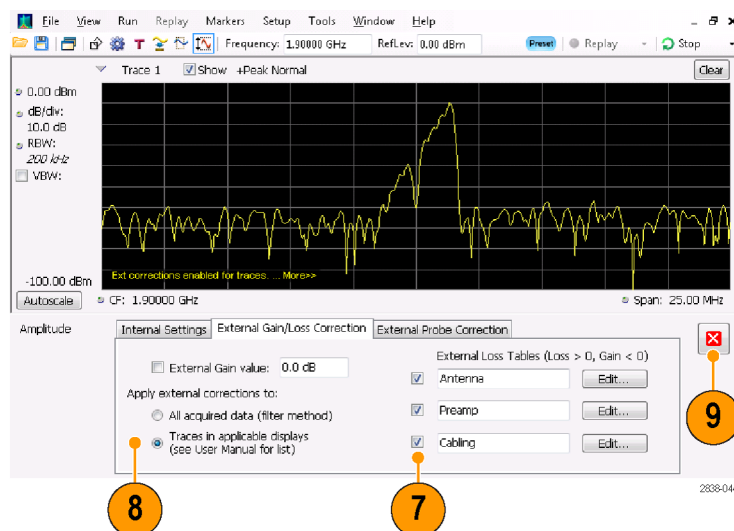 File View Run Replay Markers Setup Tools Window Help
T Frequency: 1.90000 GHz RefLev: 0.00 dBm Preset Replay Stop
Trace 1 Show +Peak Normal Clear
0.00 dBm
dB/div:
10.0 dB
RBW:
200 kHz
VBW:
-100.00 dBm
Ext corrections enabled for traces. ... More>>
Autoscale CF: 1.90000 GHz Span: 25.00 MHz
Amplitude Internal Settings External Gain/Loss Correction External Probe Correction
External Loss Tables (Loss > 0, Gain < 0)
External Gain value: 0.0 dB
Antenna Edit...
Apply external corrections to:
All acquired data (filter method)
Preamp Edit...
Traces in applicable displays
(see User Manual for list)
Cabling Edit...
9
8
7
2838-04